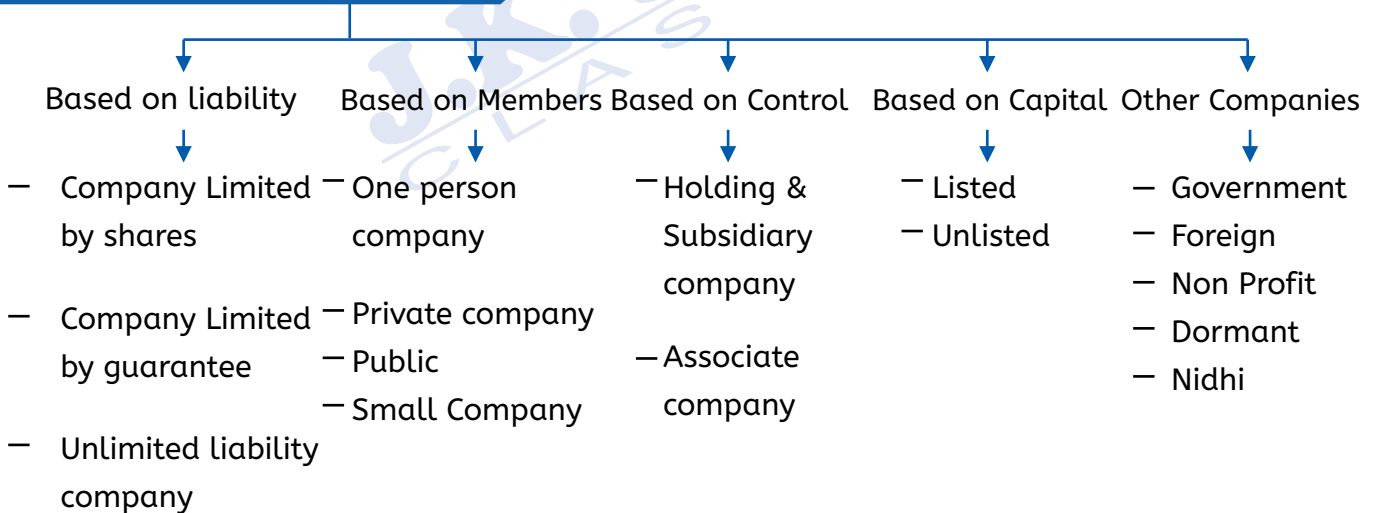 J.K.
CLAS
Based on liability
— Company Limited
by shares
— Company Limited
by guarantee
— Unlimited liability
company
Based on Members
— One person
company
— Private company
— Public
— Small Company
Based on Control
— Holding &
Subsidiary
company
— Associate
company
Based on Capital
— Listed
— Unlisted
Other Companies
— Government
— Foreign
— Non Profit
— Dormant
— Nidhi